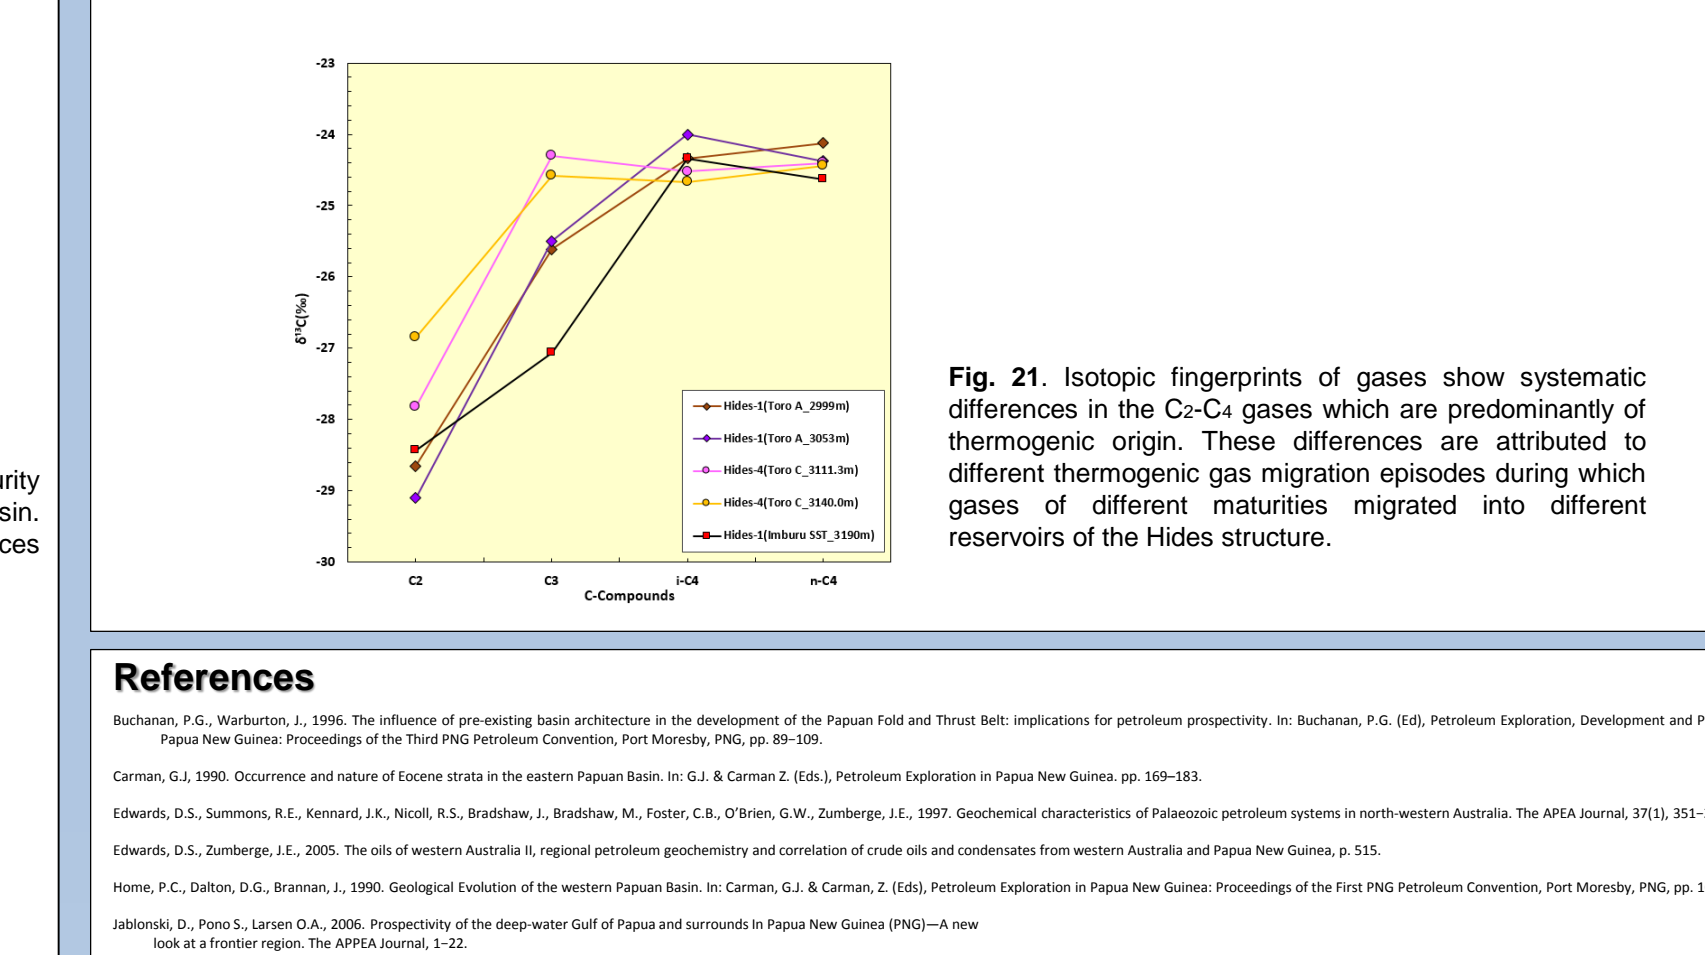 urity
sin.
ces
-23
-24
-25
-26
-27
-28
-29
-30
δ¹³C(‰)
C2
C3
i-C4
n-C4
C-Compounds
Hides-1(Toro A_2999m)
Hides-1(Toro A_3053m)
Hides-4(Toro C_3111.3m)
Hides-4(Toro C_3140.0m)
Hides-1(Imburu SST_3190m)
Fig. 21. Isotopic fingerprints of gases show systematic
differences in the C2-C4 gases which are predominantly of
thermogenic origin. These differences are attributed to
different thermogenic gas migration episodes during which
gases of different maturities migrated into different
reservoirs of the Hides structure.
References
Buchanan, P.G., Warburton, J., 1996. The influence of pre-existing basin architecture in the development of the Papuan Fold and Thrust Belt: implications for petroleum prospectivity. In: Buchanan, P.G. (Ed), Petroleum Exploration, Development and P
Papua New Guinea: Proceedings of the Third PNG Petroleum Convention, Port Moresby, PNG, pp. 89−109.
Carman, G.J, 1990. Occurrence and nature of Eocene strata in the eastern Papuan Basin. In: G.J. & Carman Z. (Eds.), Petroleum Exploration in Papua New Guinea. pp. 169–183.
Edwards, D.S., Summons, R.E., Kennard, J.K., Nicoll, R.S., Bradshaw, J., Bradshaw, M., Foster, C.B., O’Brien, G.W., Zumberge, J.E., 1997. Geochemical characteristics of Palaeozoic petroleum systems in north-western Australia. The APEA Journal, 37(1), 351−
Edwards, D.S., Zumberge, J.E., 2005. The oils of western Australia II, regional petroleum geochemistry and correlation of crude oils and condensates from western Australia and Papua New Guinea, p. 515.
Home, P.C., Dalton, D.G., Brannan, J., 1990. Geological Evolution of the western Papuan Basin. In: Carman, G.J. & Carman, Z. (Eds), Petroleum Exploration in Papua New Guinea: Proceedings of the First PNG Petroleum Convention, Port Moresby, PNG, pp. 1
Jablonski, D., Pono S., Larsen O.A., 2006. Prospectivity of the deep-water Gulf of Papua and surrounds In Papua New Guinea (PNG)—A new
look at a frontier region. The APPEA Journal, 1−22.